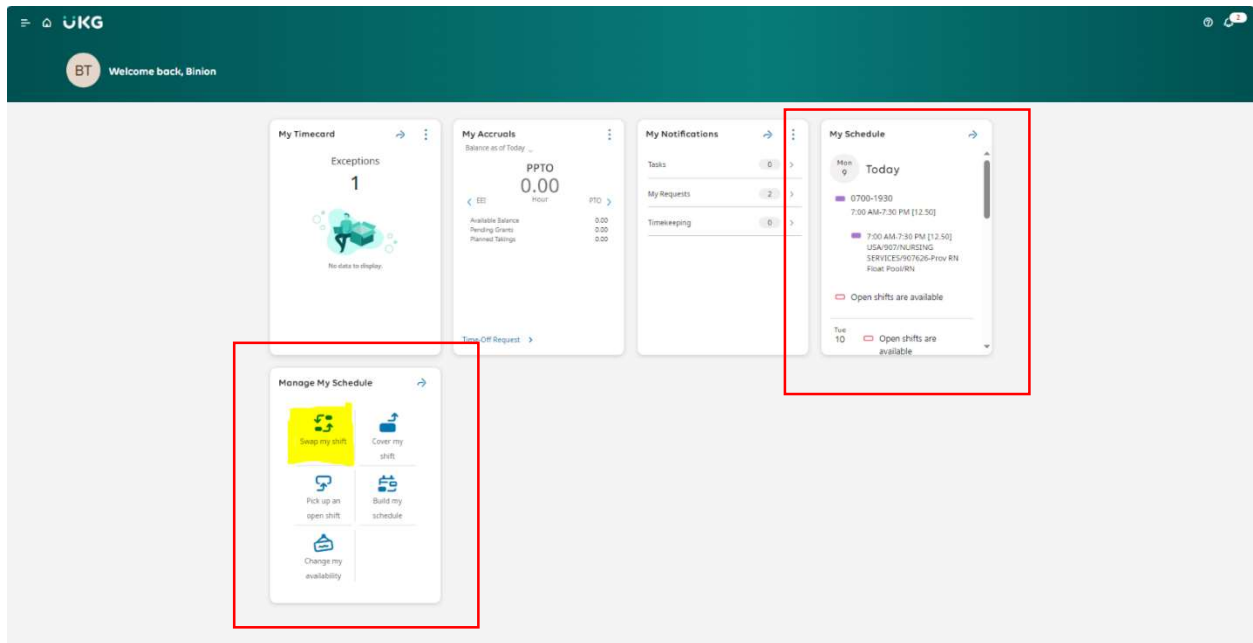 UKG
2
BT
Welcome back, Binion
My Timecard
Exceptions
1
No data to display.
My Accruals
Balance as of Today
PPTO
0.00
Hour
PTO
Available Balance 0.00
Pending Grants 0.00
Planned Takings 0.00
Time-Off Request
My Notifications
Tasks 0
My Requests 2
Timekeeping 0
My Schedule
Mon
9
Today
0700-1930
7:00 AM-7:30 PM [12.50]
7:00 AM-7:30 PM [12.50]
USA/907/NURSING
SERVICES/907626-Prov RN
Float Pool/RN
Open shifts are available
Tue
10
Open shifts are
available
Manage My Schedule
Swap my shift
Cover my
shift
Pick up an
open shift
Build my
schedule
Change my
availability